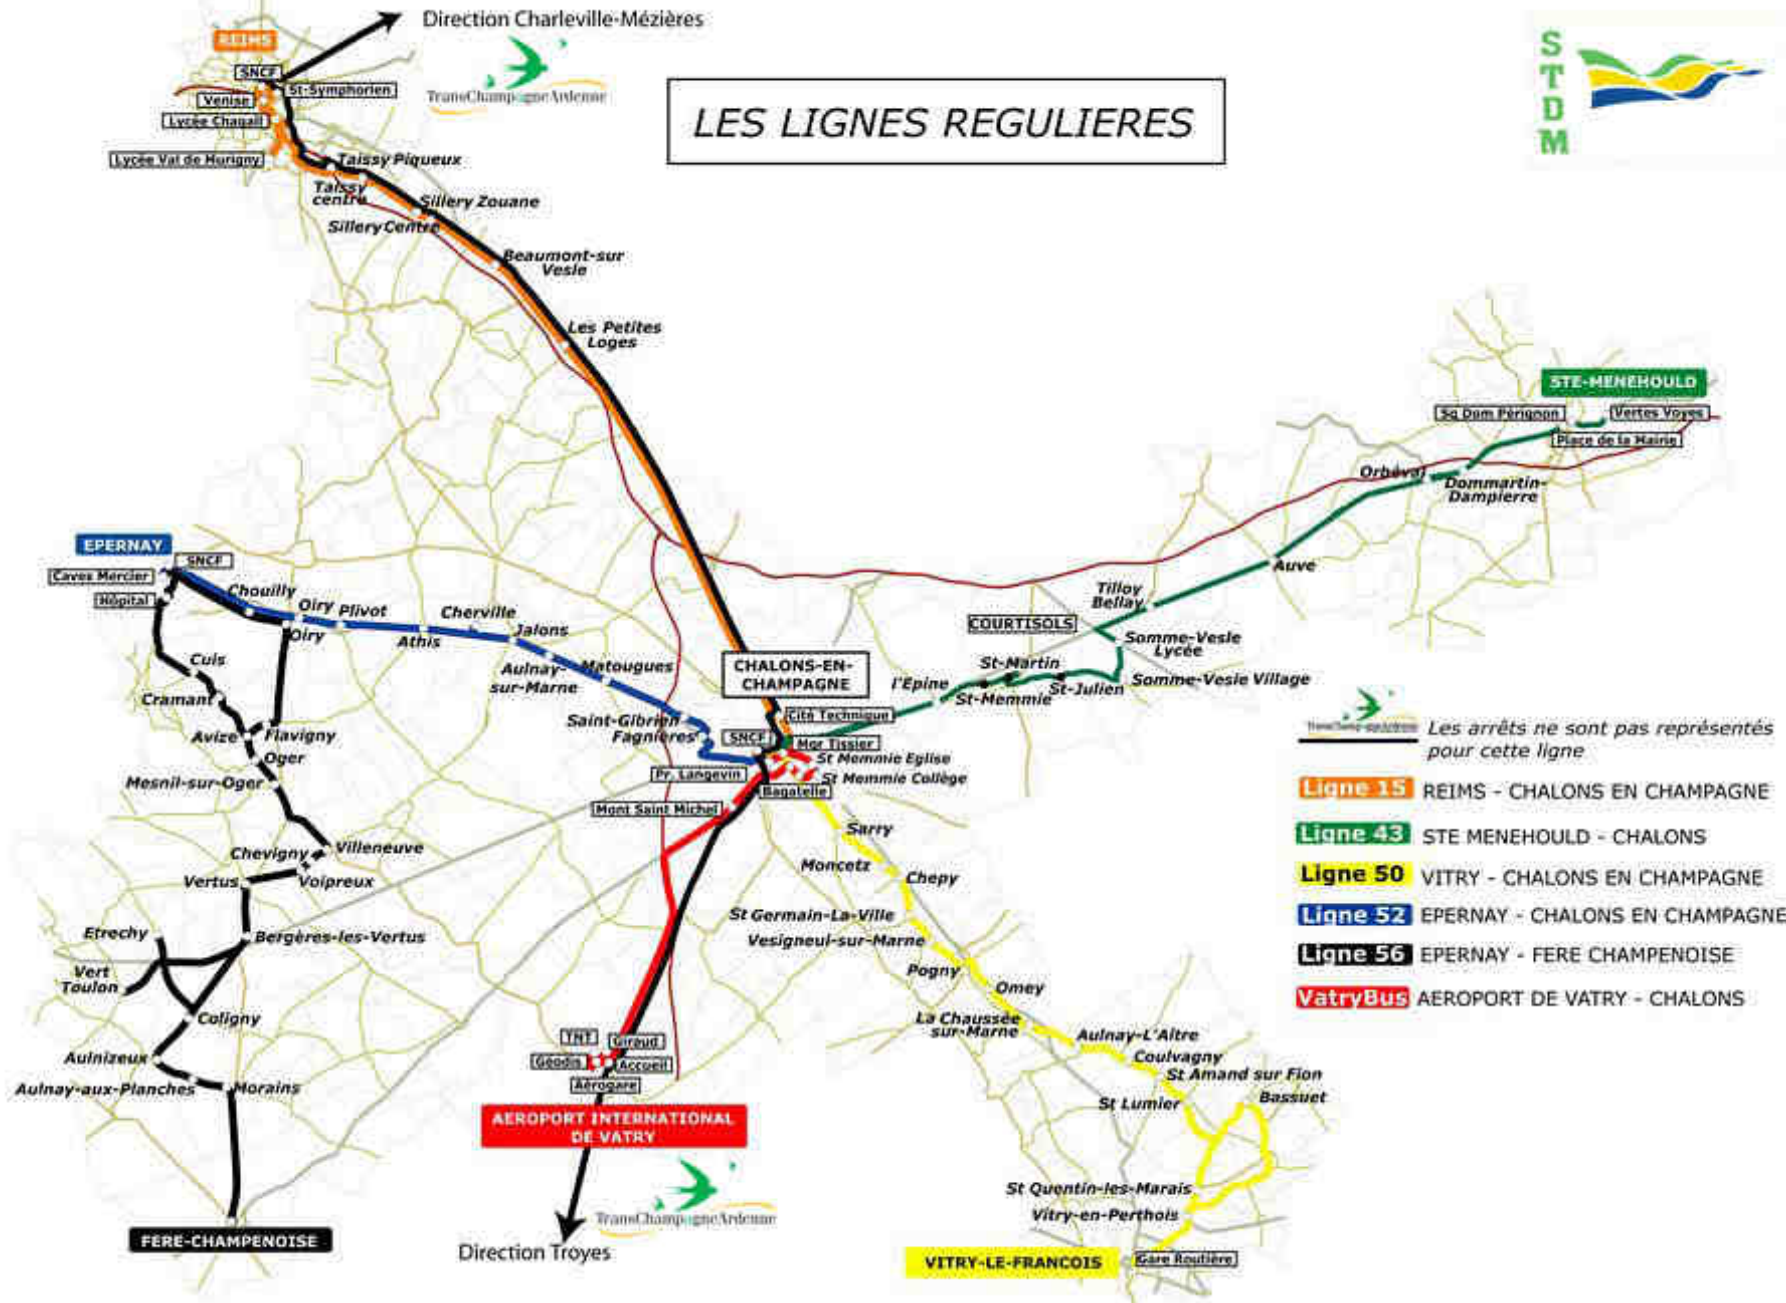 Direction Charleville-Mézières
TransChampagneArdenne
LES LIGNES REGULIERES
STDM
REIMS
SNCF
St-Symphorien
Venise
Lycée Chagall
Lycée Val de Murigny
Taissy Piqueux
Taissy
centre
Sillery Zouane
Sillery Centre
Beaumont-sur
Vesle
Les Petites
Loges
STE-MENEHOULD
Sq Dom Pérignon
Vertes Voyes
Place de la Mairie
Orbéval
Dommartin-
Dampierre
Auve
Tilloy
Bellay
COURTISOLS
Somme-Vesle
Lycée
Somme-Vesle Village
St-Martin
St-Julien
St-Memmie
l'Epine
EPERNAY
SNCF
Caves Mercier
Hôpital
Chouilly
Oiry
Plivot
Oiry
Athis
Cherville
Jalons
Aulnay-
sur-Marne
Matougues
Saint-Gibrien
Fagnières
CHALONS-EN-
CHAMPAGNE
Cité Technique
SNCF
Mgr Tissier
St Memmie Eglise
St Memmie Collège
Pr. Langevin
Bagatelle
Mont Saint Michel
Cuis
Cramant
Avize
Flavigny
Oger
Mesnil-sur-Oger
Villeneuve
Chevigny
Voipreux
Vertus
Etrechy
Bergères-les-Vertus
Vert
Toulon
Coligny
Aulnizeux
Aulnay-aux-Planches
Morains
FERE-CHAMPENOISE
Sarry
Moncetz
Chepy
St Germain-La-Ville
Vesigneul-sur-Marne
Pogny
Omey
La Chaussée
sur-Marne
Aulnay-L'Aître
Coulvagny
St Amand sur Fion
St Lumier
Bassuet
St Quentin-les-Marais
Vitry-en-Perthois
VITRY-LE-FRANCOIS
Gare Routière
TNT
Giraud
Géodis
Accueil
Aérogare
AEROPORT INTERNATIONAL
DE VATRY
TransChampagneArdenne
Direction Troyes
TransChampagneArdenne
Les arrêts ne sont pas représentés
pour cette ligne
Ligne 15 REIMS - CHALONS EN CHAMPAGNE
Ligne 43 STE MENEHOULD - CHALONS
Ligne 50 VITRY - CHALONS EN CHAMPAGNE
Ligne 52 EPERNAY - CHALONS EN CHAMPAGNE
Ligne 56 EPERNAY - FERE CHAMPENOISE
VatryBus AEROPORT DE VATRY - CHALONS